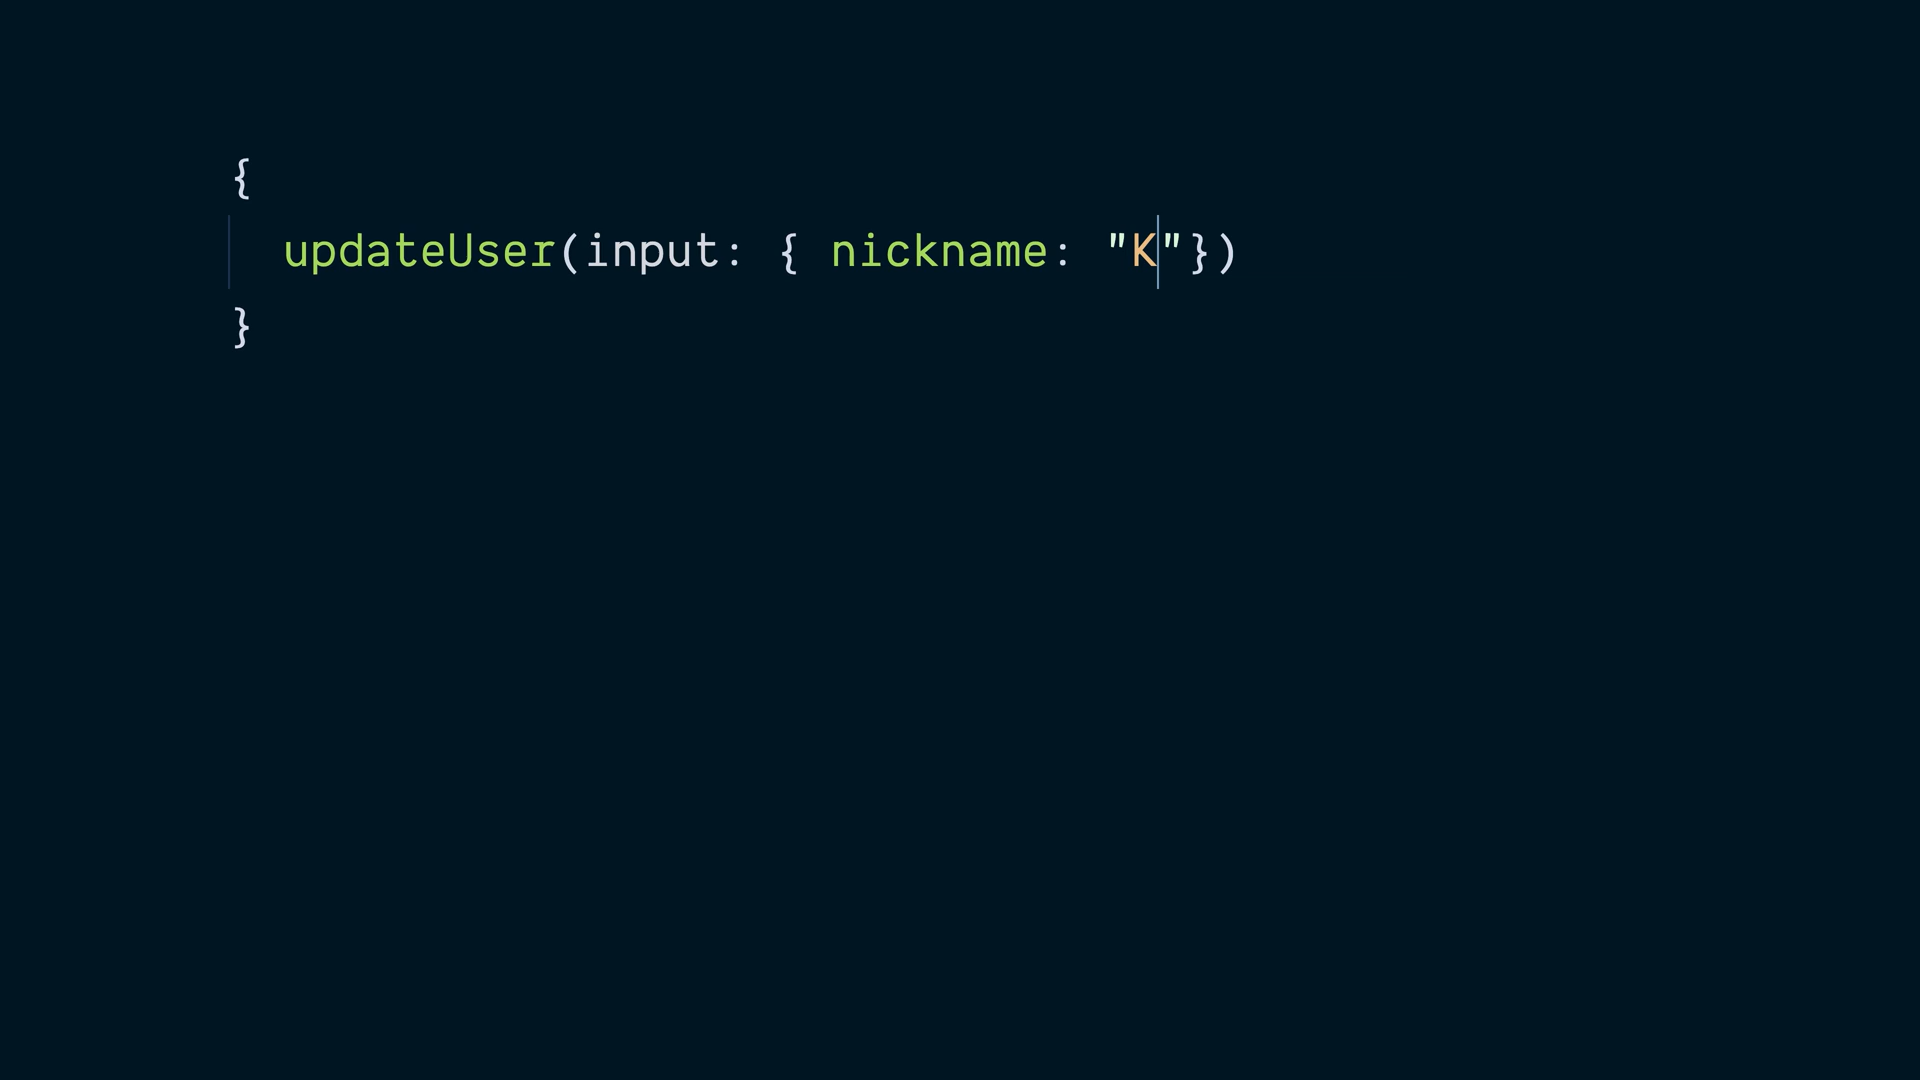 {
  updateUser(input: { nickname: "K"})
}